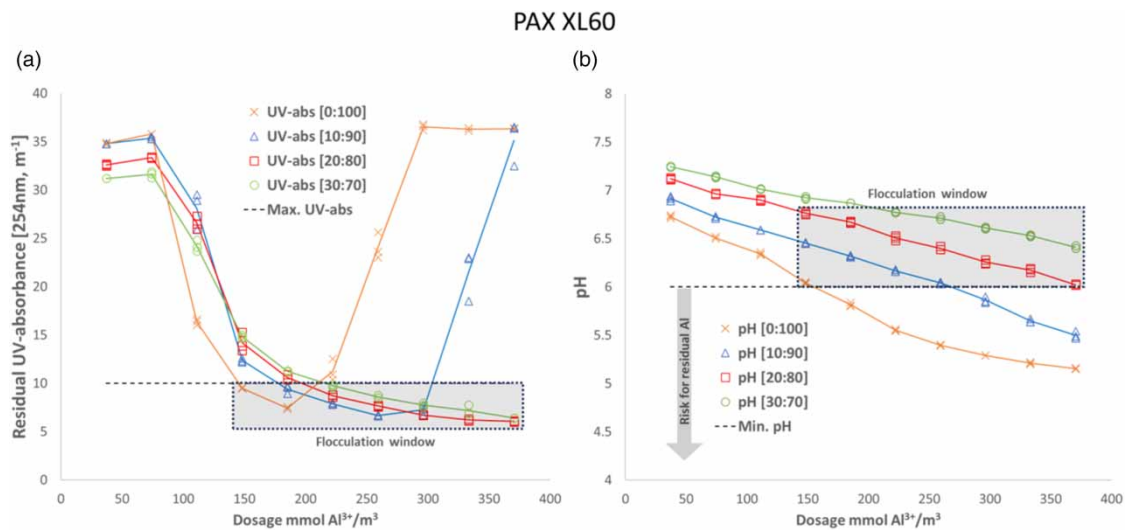 PAX XL60
(a)
40
35
30
25
20
15
10
5
0
0 50 100 150 200 250 300 350 400
Residual UV-absorbance [254nm, m⁻¹]
Dosage mmol Al³⁺/m³
UV-abs [0:100]
UV-abs [10:90]
UV-abs [20:80]
UV-abs [30:70]
Max. UV-abs
Flocculation window
(b)
8
7.5
7
6.5
6
5.5
5
4.5
4
0 50 100 150 200 250 300 350 400
pH
Dosage mmol Al³⁺/m³
Flocculation window
Risk for residual Al
pH [0:100]
pH [10:90]
pH [20:80]
pH [30:70]
Min. pH